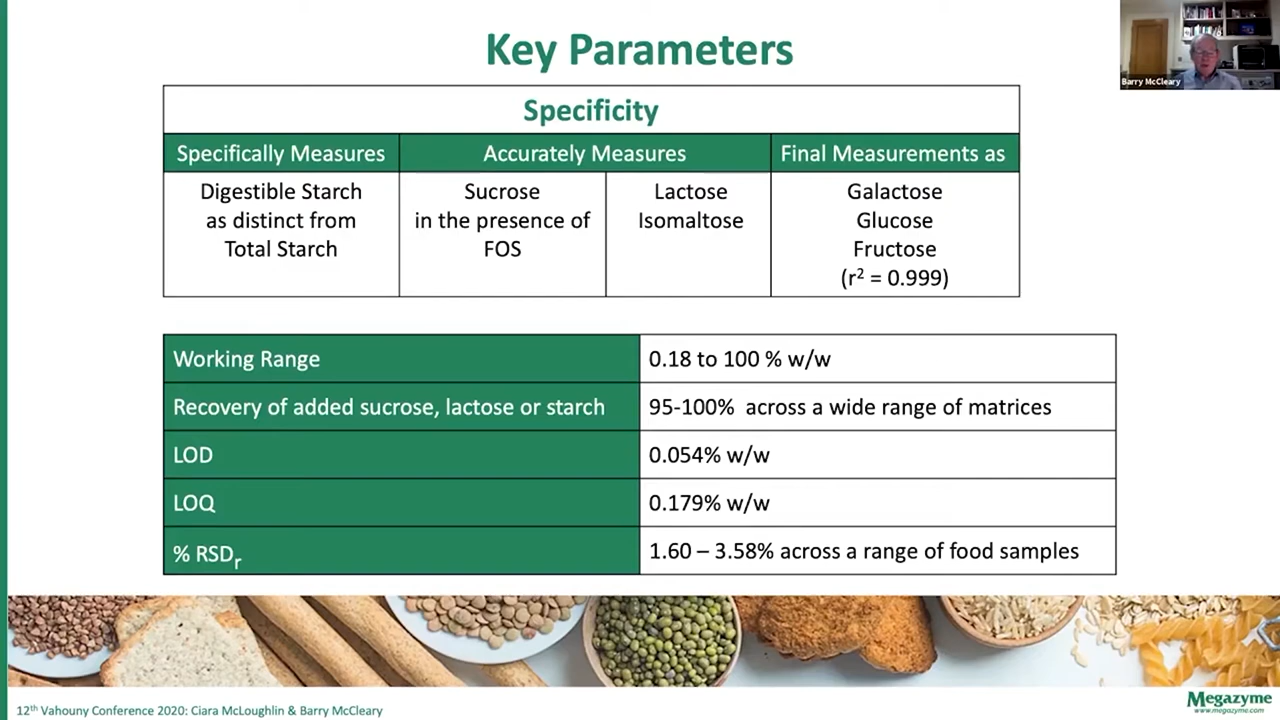 Key Parameters
Barry McCleary
Specificity
Specifically Measures
Accurately Measures
Final Measurements as
Digestible Starch
as distinct from
Total Starch
Sucrose
in the presence of
FOS
Lactose
Isomaltose
Galactose
Glucose
Fructose
(r² = 0.999)
Working Range
0.18 to 100 % w/w
Recovery of added sucrose, lactose or starch
95-100% across a wide range of matrices
LOD
0.054% w/w
LOQ
0.179% w/w
% RSDr
1.60 – 3.58% across a range of food samples
12th Vahouny Conference 2020: Ciara McLoughlin & Barry McCleary
Megazyme
www.megazyme.com